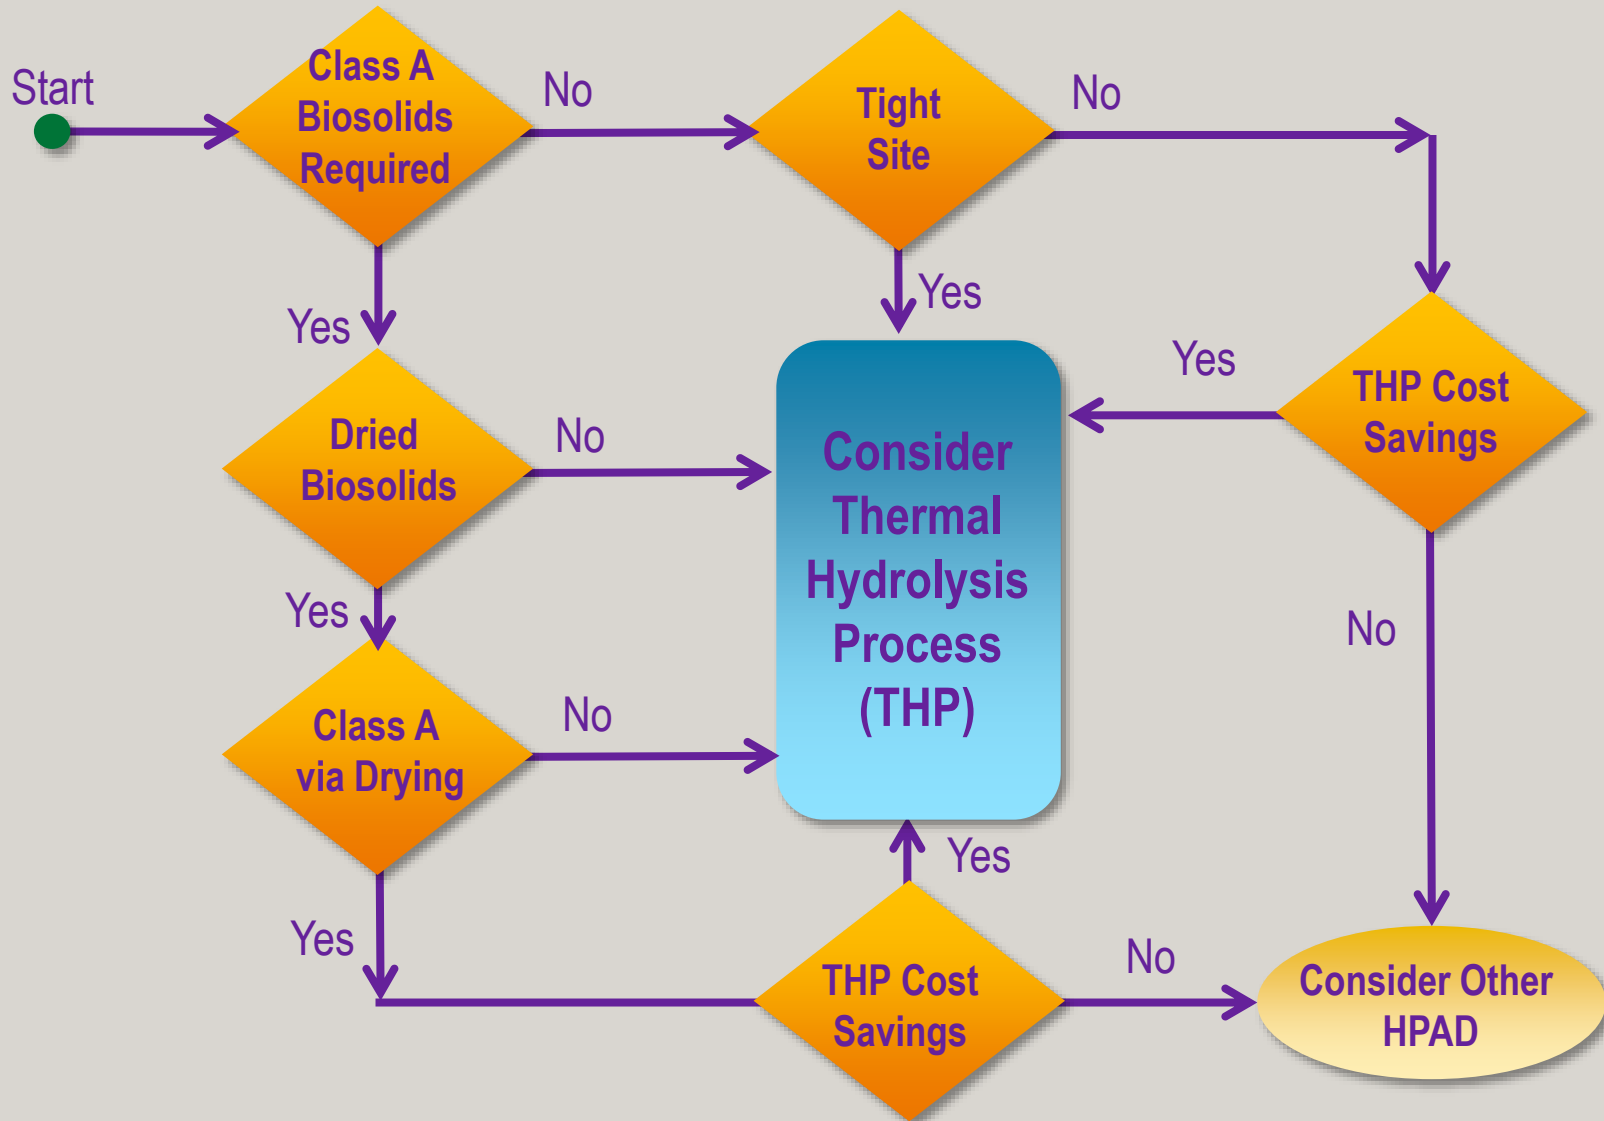 Start
Class A
Biosolids
Required
No
Tight
Site
No
Yes
Yes
Dried
Biosolids
No
Consider
Thermal
Hydrolysis
Process
(THP)
Yes
THP Cost
Savings
Yes
Class A
via Drying
No
No
Yes
Yes
THP Cost
Savings
No
Consider Other
HPAD